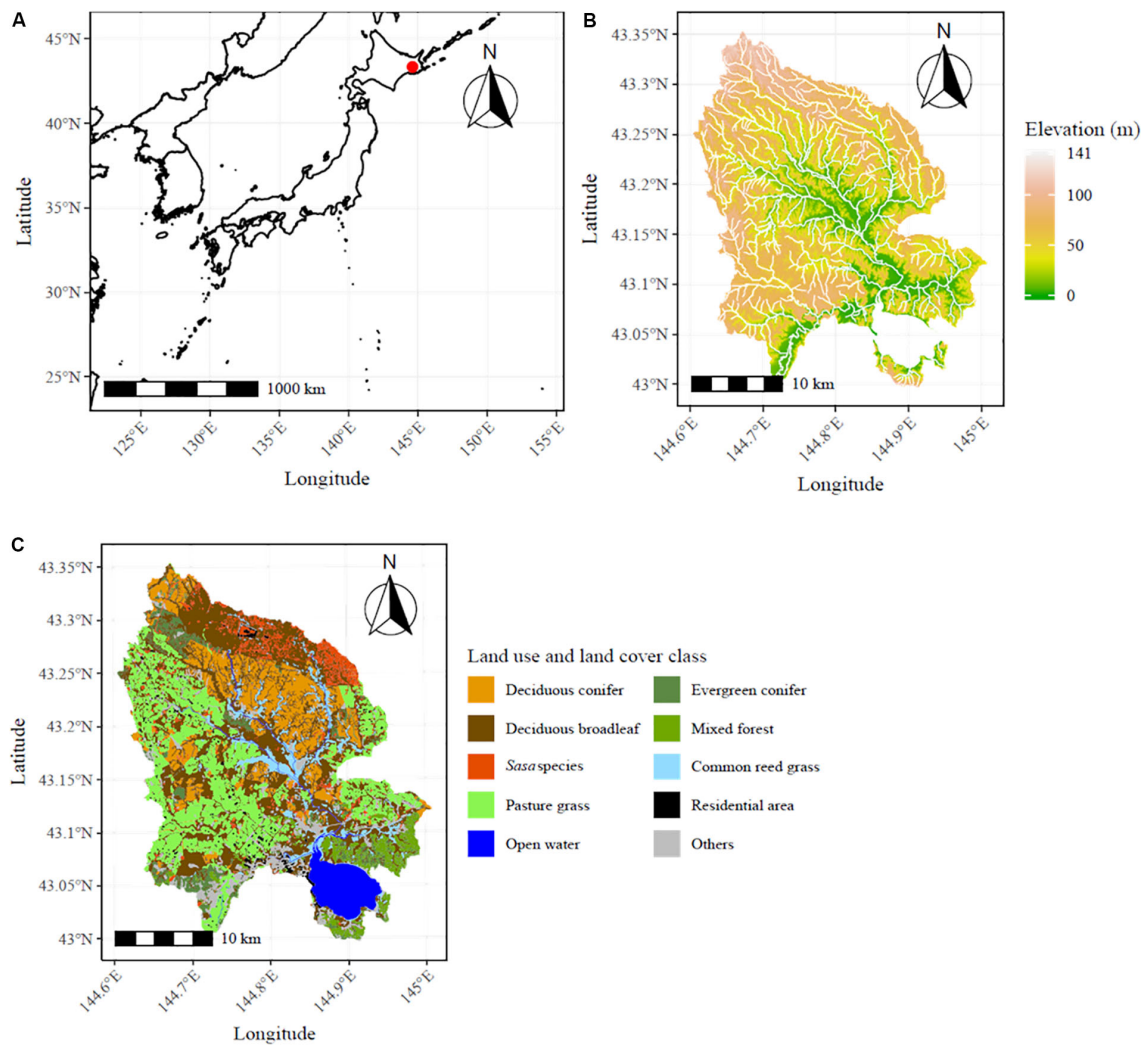 A
N
45°N
40°N
35°N
30°N
25°N
Latitude
1000 km
125°E
130°E
135°E
140°E
145°E
150°E
155°E
Longitude
B
N
43.35°N
43.3°N
43.25°N
43.2°N
43.15°N
43.1°N
43.05°N
43°N
Latitude
10 km
144.6°E
144.7°E
144.8°E
144.9°E
145°E
Longitude
Elevation (m)
141
100
50
0
C
N
43.35°N
43.3°N
43.25°N
43.2°N
43.15°N
43.1°N
43.05°N
43°N
Latitude
10 km
144.6°E
144.7°E
144.8°E
144.9°E
145°E
Longitude
Land use and land cover class
Deciduous conifer
Deciduous broadleaf
Sasa species
Pasture grass
Open water
Evergreen conifer
Mixed forest
Common reed grass
Residential area
Others